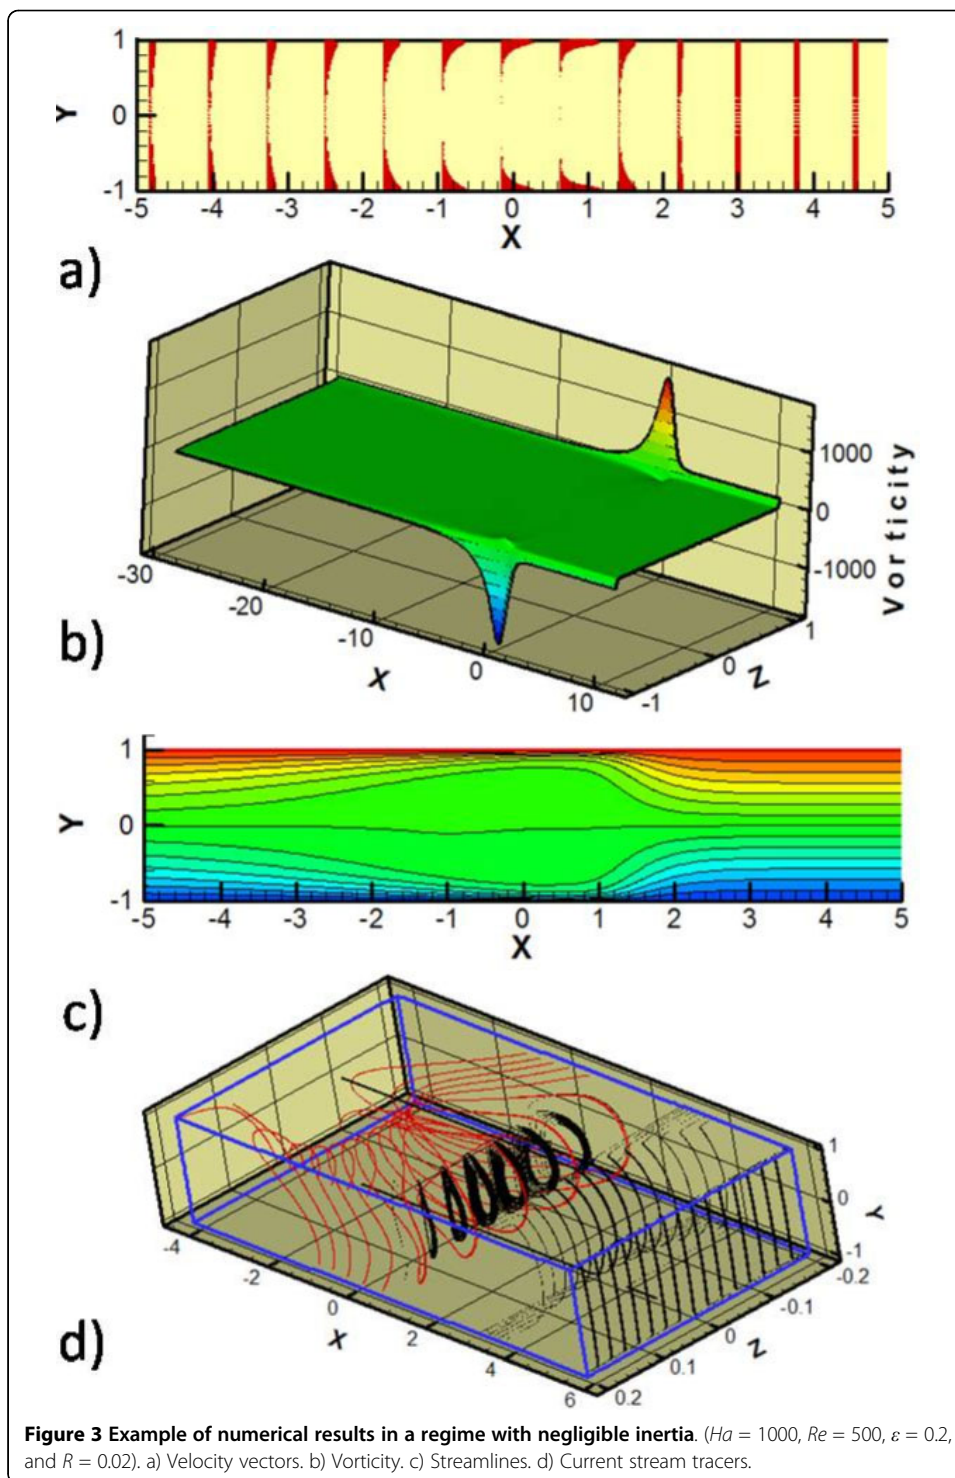 1
0
-1
Y
-5 -4 -3 -2 -1 0 1 2 3 4 5
X
a)
1000
0
-1000
Vorticity
-30
-20
-10
0
10
X
1
0
-1
Z
b)
1
0
-1
Y
-5 -4 -3 -2 -1 0 1 2 3 4 5
X
c)
1
0
-1
Y
-4
-2
0
2
4
6
X
-0.2
-0.1
0
0.1
0.2
Z
d)
Figure 3 Example of numerical results in a regime with negligible inertia. (Ha = 1000, Re = 500, ε = 0.2,
and R = 0.02). a) Velocity vectors. b) Vorticity. c) Streamlines. d) Current stream tracers.